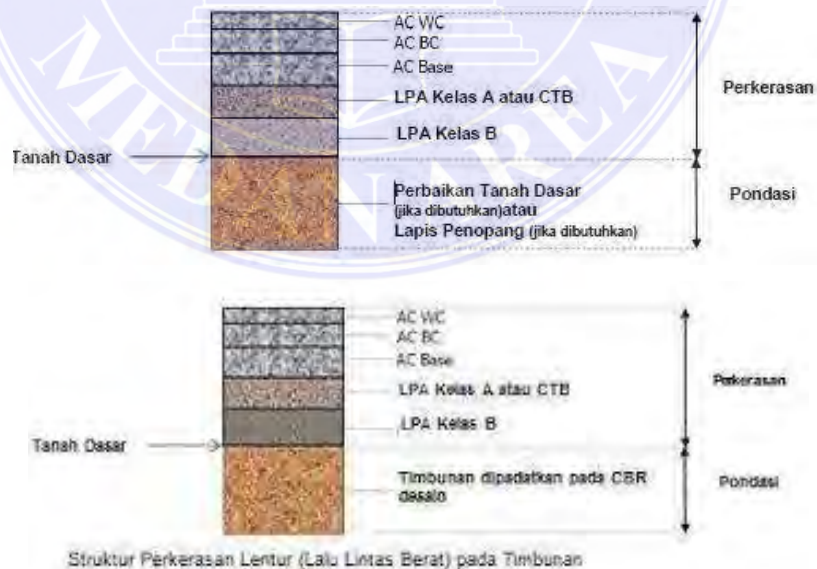 MEDAN AREA
AC WC
AC BC
AC Base
LPA Kelas A atau CTB
LPA Kelas B
Perkerasan
Tanah Dasar
Perbaikan Tanah Dasar
(jika dibutuhkan)atau
Lapis Penopang (jika dibutuhkan)
Pondasi
AC WC
AC BC
AC Base
LPA Kelas A atau CTB
LPA Kelas B
Perkerasan
Tanah Dasar
Timbunan dipadatkan pada CBR
Pondasi
Struktur Perkerasan Lentur (Lalu Lintas Berat) pada Timbunan